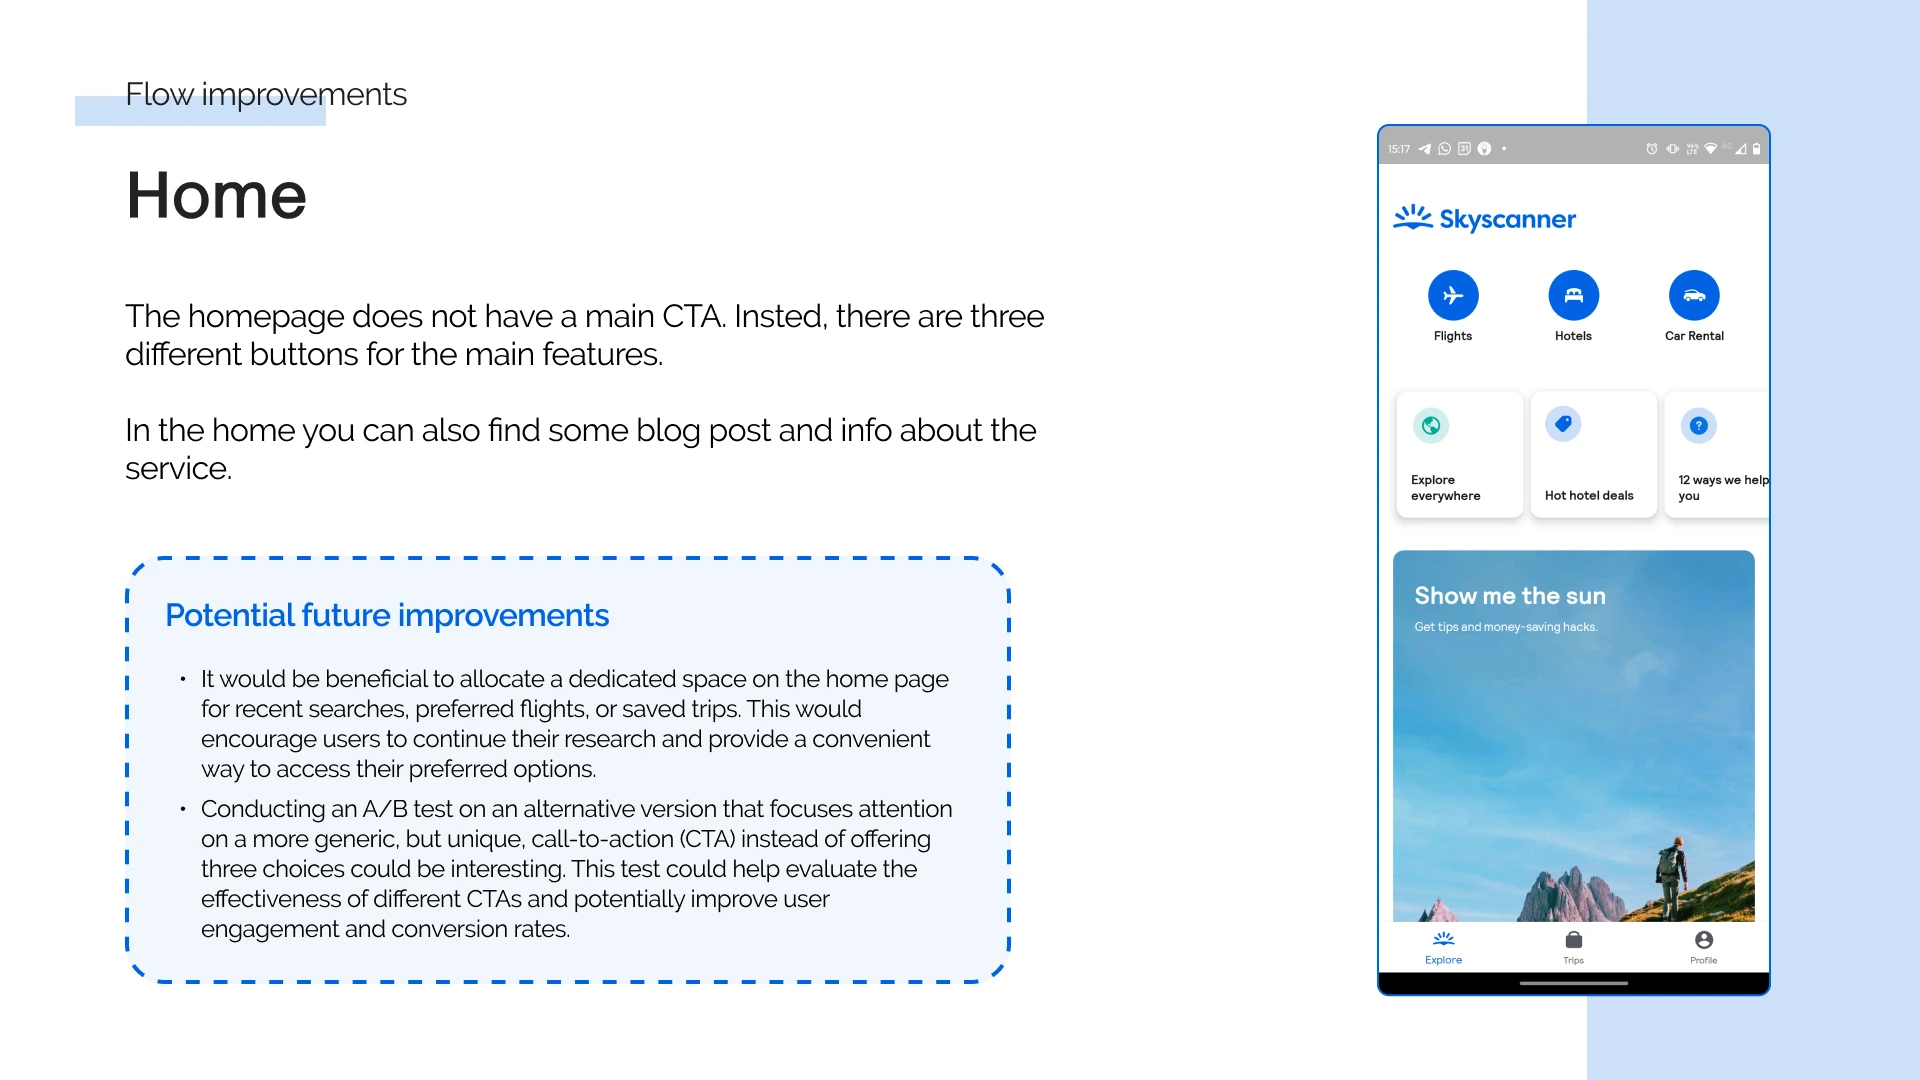 Flow improvements
Home
The homepage does not have a main CTA. Insted, there are three
different buttons for the main features.
In the home you can also find some blog post and info about the
service.
Potential future improvements
• It would be beneficial to allocate a dedicated space on the home page
for recent searches, preferred flights, or saved trips. This would
encourage users to continue their research and provide a convenient
way to access their preferred options.
• Conducting an A/B test on an alternative version that focuses attention
on a more generic, but unique, call-to-action (CTA) instead of offering
three choices could be interesting. This test could help evaluate the
effectiveness of different CTAs and potentially improve user
engagement and conversion rates.
15:17
31
4G
Skyscanner
Flights
Hotels
Car Rental
Explore
everywhere
Hot hotel deals
12 ways we help
you
Show me the sun
Get tips and money-saving hacks.
Explore
Trips
Profile